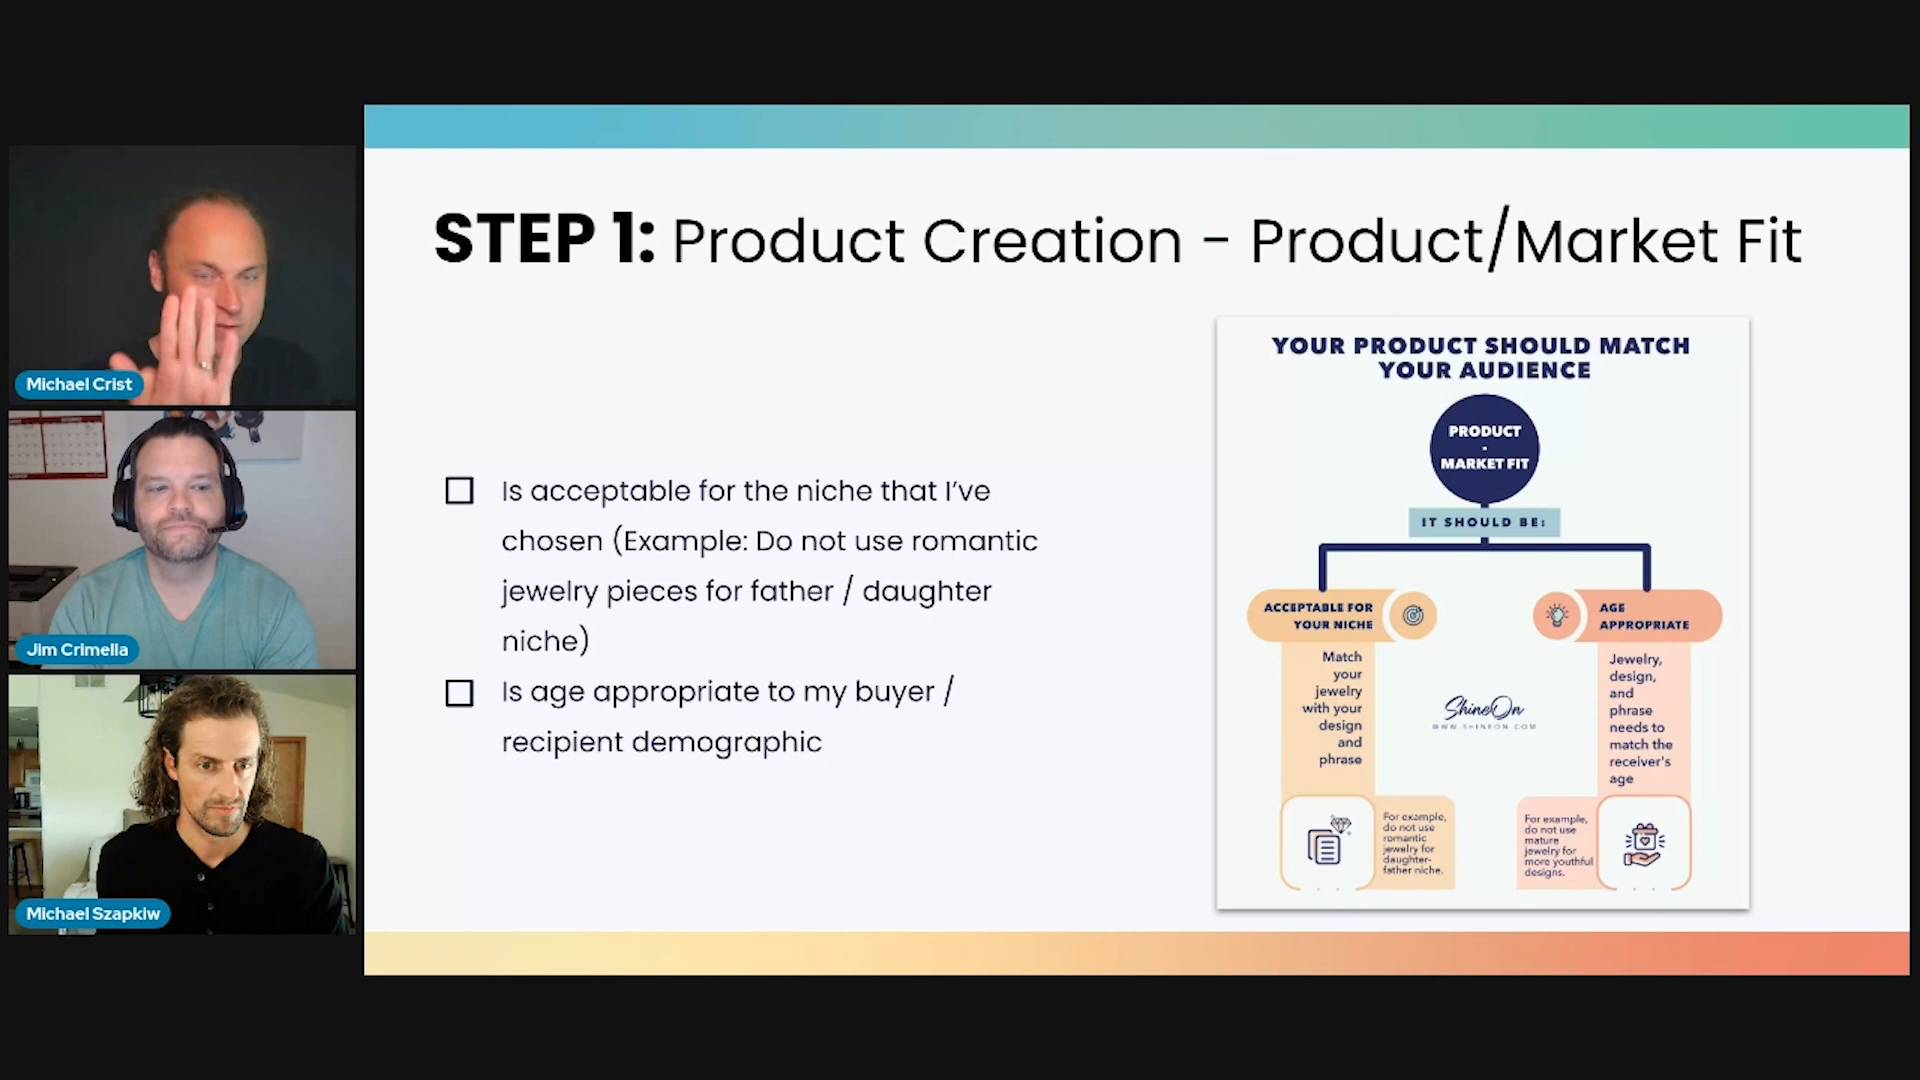 STEP 1: Product Creation - Product/Market Fit
Is acceptable for the niche that I've
chosen (Example: Do not use romantic
jewelry pieces for father / daughter
niche)
Is age appropriate to my buyer /
recipient demographic
YOUR PRODUCT SHOULD MATCH
YOUR AUDIENCE
PRODUCT
-
MARKET FIT
IT SHOULD BE:
ACCEPTABLE FOR
YOUR NICHE
Match
your
jewelry
with your
design
and
phrase
For example,
do not use
romantic
jewelry for
daughter-
father niche.
AGE
APPROPRIATE
Jewelry,
design,
and
phrase
needs to
match the
receiver's
age
For example,
do not use
mature
jewelry for
more youthful
designs.
ShineOn
WWW.SHINEON.COM
Michael Crist
Jim Crimella
Michael Szapkiw